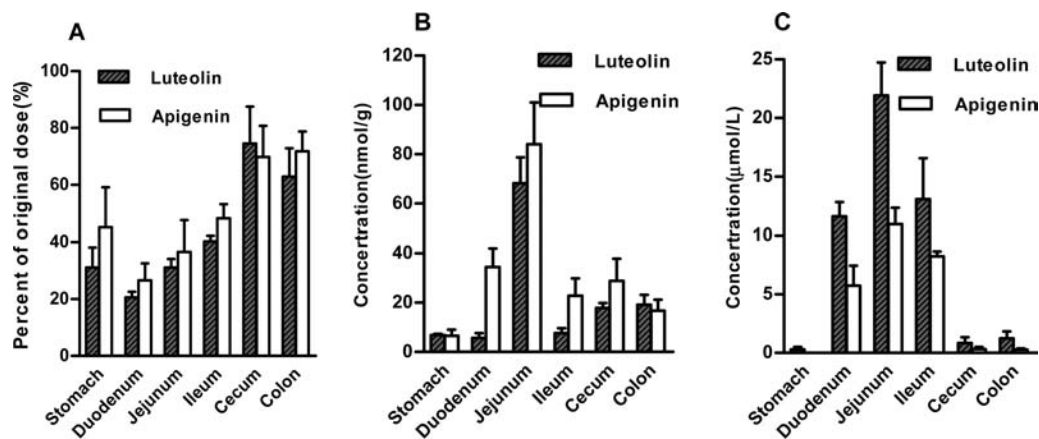 A
Percent of original dose(%)
100
80
60
40
20
0
Luteolin
Apigenin
Stomach
Duodenum
Jejunum
Ileum
Cecum
Colon
B
Concertration(nmol/g)
120
100
80
60
40
20
0
Luteolin
Apigenin
Stomach
Duodenum
Jejunum
Ileum
Cecum
Colon
C
Concertration(μmol/L)
25
20
15
10
5
0
Luteolin
Apigenin
Stomach
Duodenum
Jejunum
Ileum
Cecum
Colon